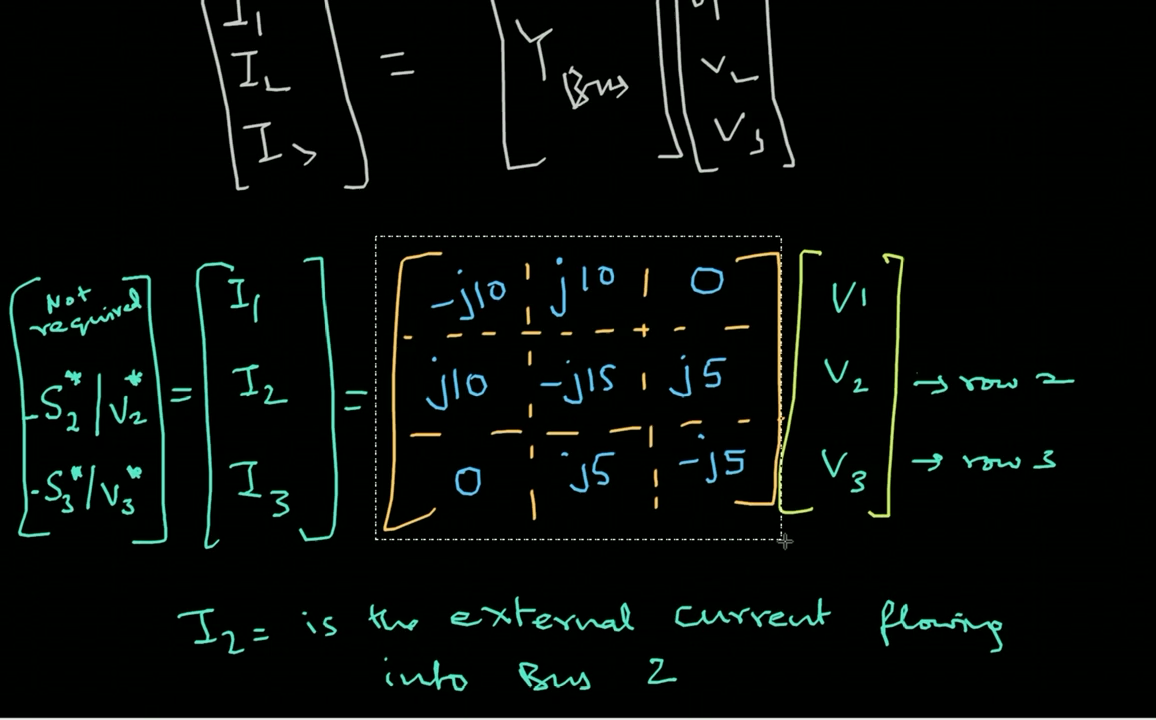 I1
I2 = Y Bus V2
I3 V3
Not required I1 -j10 j10 0 V1
-S2*/V2* = I2 = j10 -j15 j5 V2 → row 2
-S3*/V3* I3 0 j5 -j5 V3 → row 3
I2 = is the external current flowing
into Bus 2